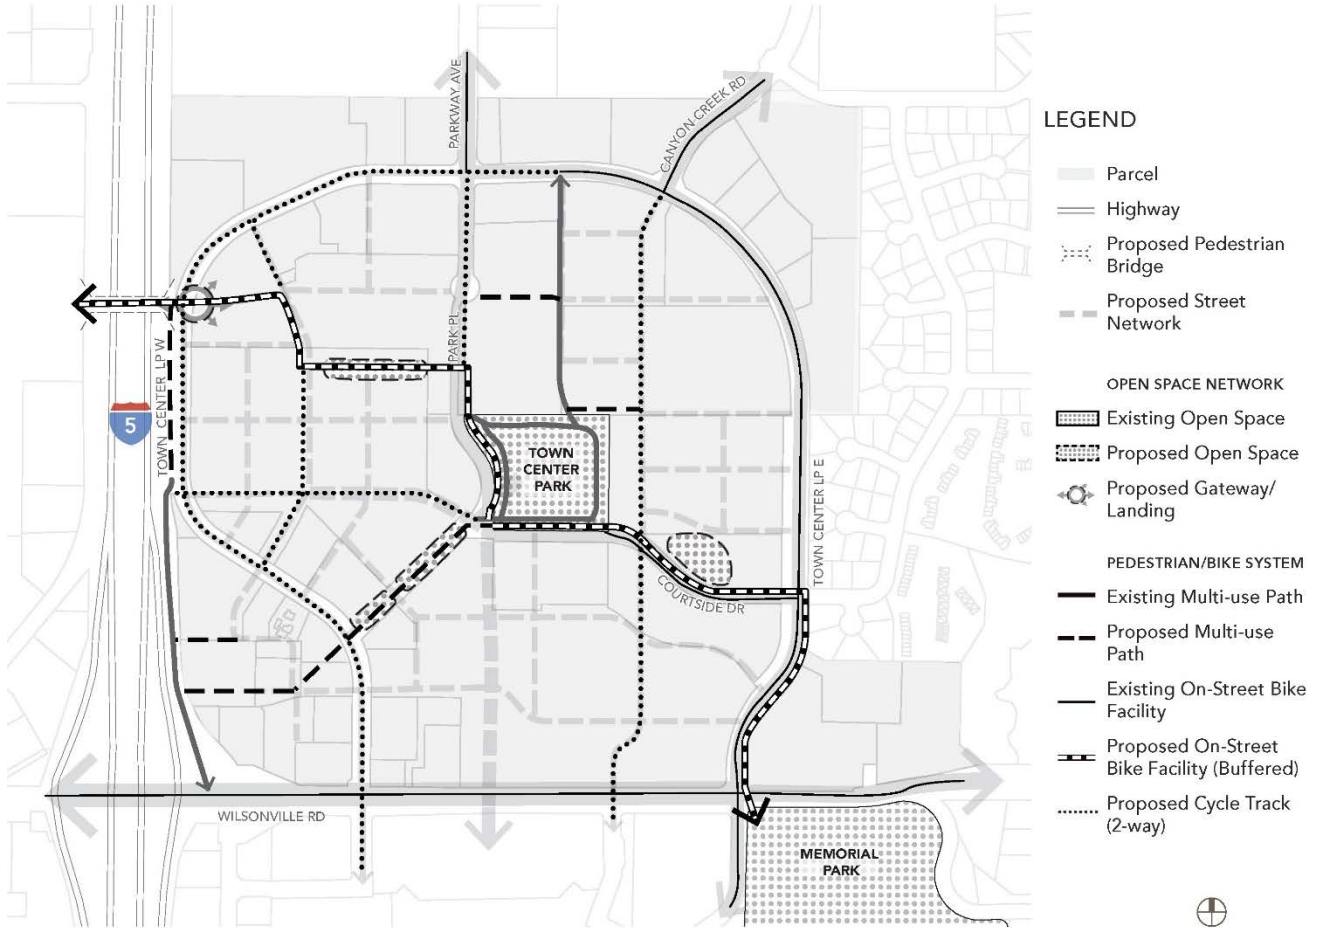 PARKWAY AVE
CANYON CREEK RD
PARK PL
TOWN CENTER LP W
5
TOWN
CENTER
PARK
TOWN CENTER LP E
COURTSIDE DR
WILSONVILLE RD
MEMORIAL
PARK
LEGEND
Parcel
Highway
Proposed Pedestrian
Bridge
Proposed Street
Network
OPEN SPACE NETWORK
Existing Open Space
Proposed Open Space
Proposed Gateway/
Landing
PEDESTRIAN/BIKE SYSTEM
Existing Multi-use Path
Proposed Multi-use
Path
Existing On-Street Bike
Facility
Proposed On-Street
Bike Facility (Buffered)
Proposed Cycle Track
(2-way)